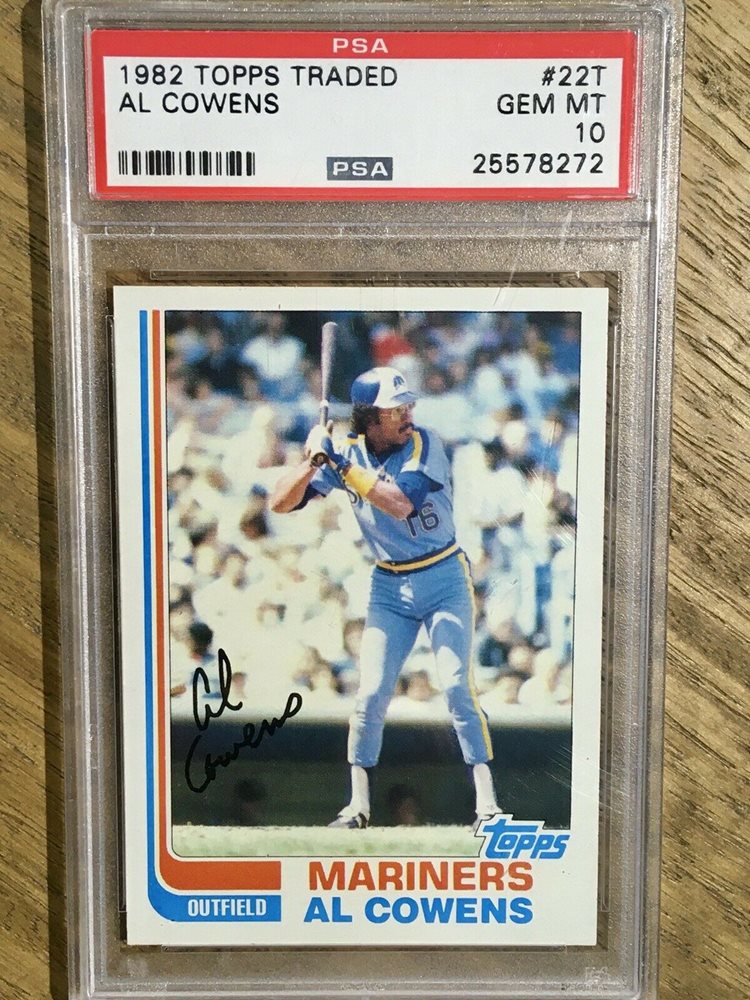 PSA
1982 TOPPS TRADED #22T
AL COWENS GEM MT
10
PSA 25578272
16
Al
Cowens
TOPPS
MARINERS
OUTFIELD AL COWENS